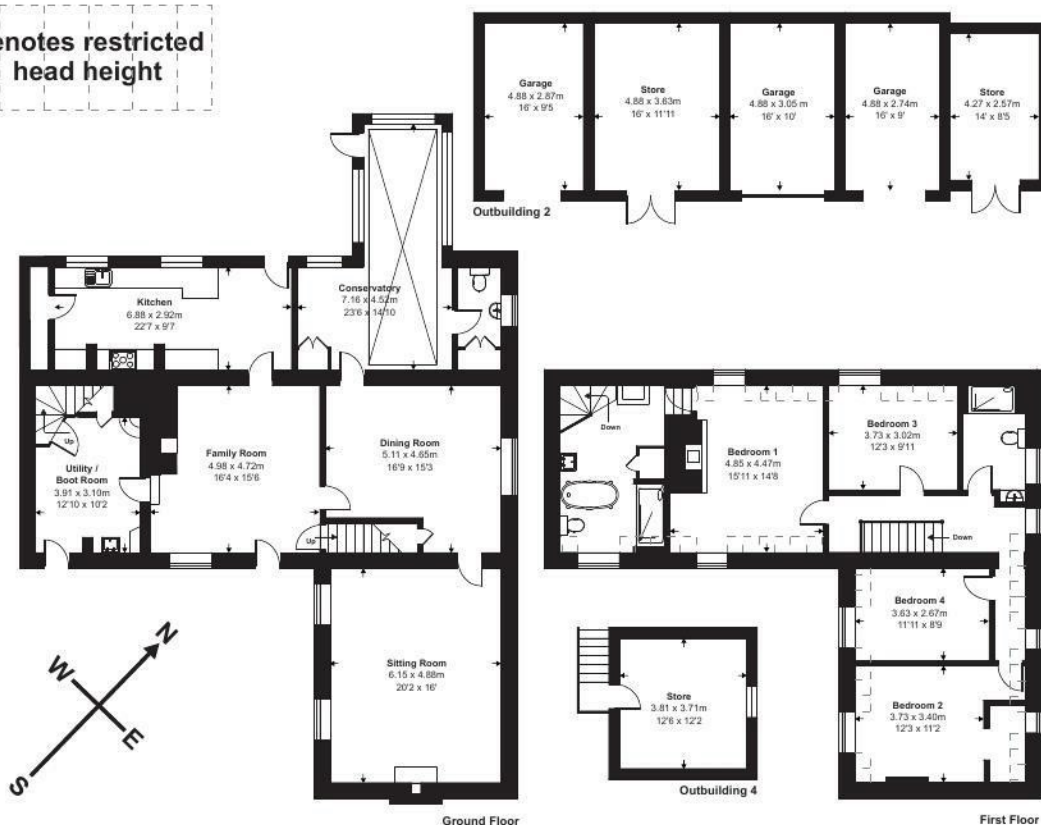 enotes restricted
head height
Garage
4.88 x 2.87m
16' x 9'5
Store
4.88 x 3.63m
16' x 11'11
Garage
4.88 x 3.05 m
16' x 10'
Garage
4.88 x 2.74m
16' x 9'
Store
4.27 x 2.57m
14' x 8'5
Outbuilding 2
Kitchen
6.88 x 2.92m
22'7 x 9'7
Conservatory
7.16 x 4.52m
23'6 x 14'10
Up
Utility /
Boot Room
3.91 x 3.10m
12'10 x 10'2
Family Room
4.98 x 4.72m
16'4 x 15'6
Dining Room
5.11 x 4.65m
16'9 x 15'3
Up
Sitting Room
6.15 x 4.88m
20'2 x 16'
Ground Floor
Down
Bedroom 1
4.85 x 4.47m
15'11 x 14'8
Bedroom 3
3.73 x 3.02m
12'3 x 9'11
Down
Bedroom 4
3.63 x 2.67m
11'11 x 8'9
Bedroom 2
3.73 x 3.40m
12'3 x 11'2
First Floor
Store
3.81 x 3.71m
12'6 x 12'2
Outbuilding 4
N
W
E
S